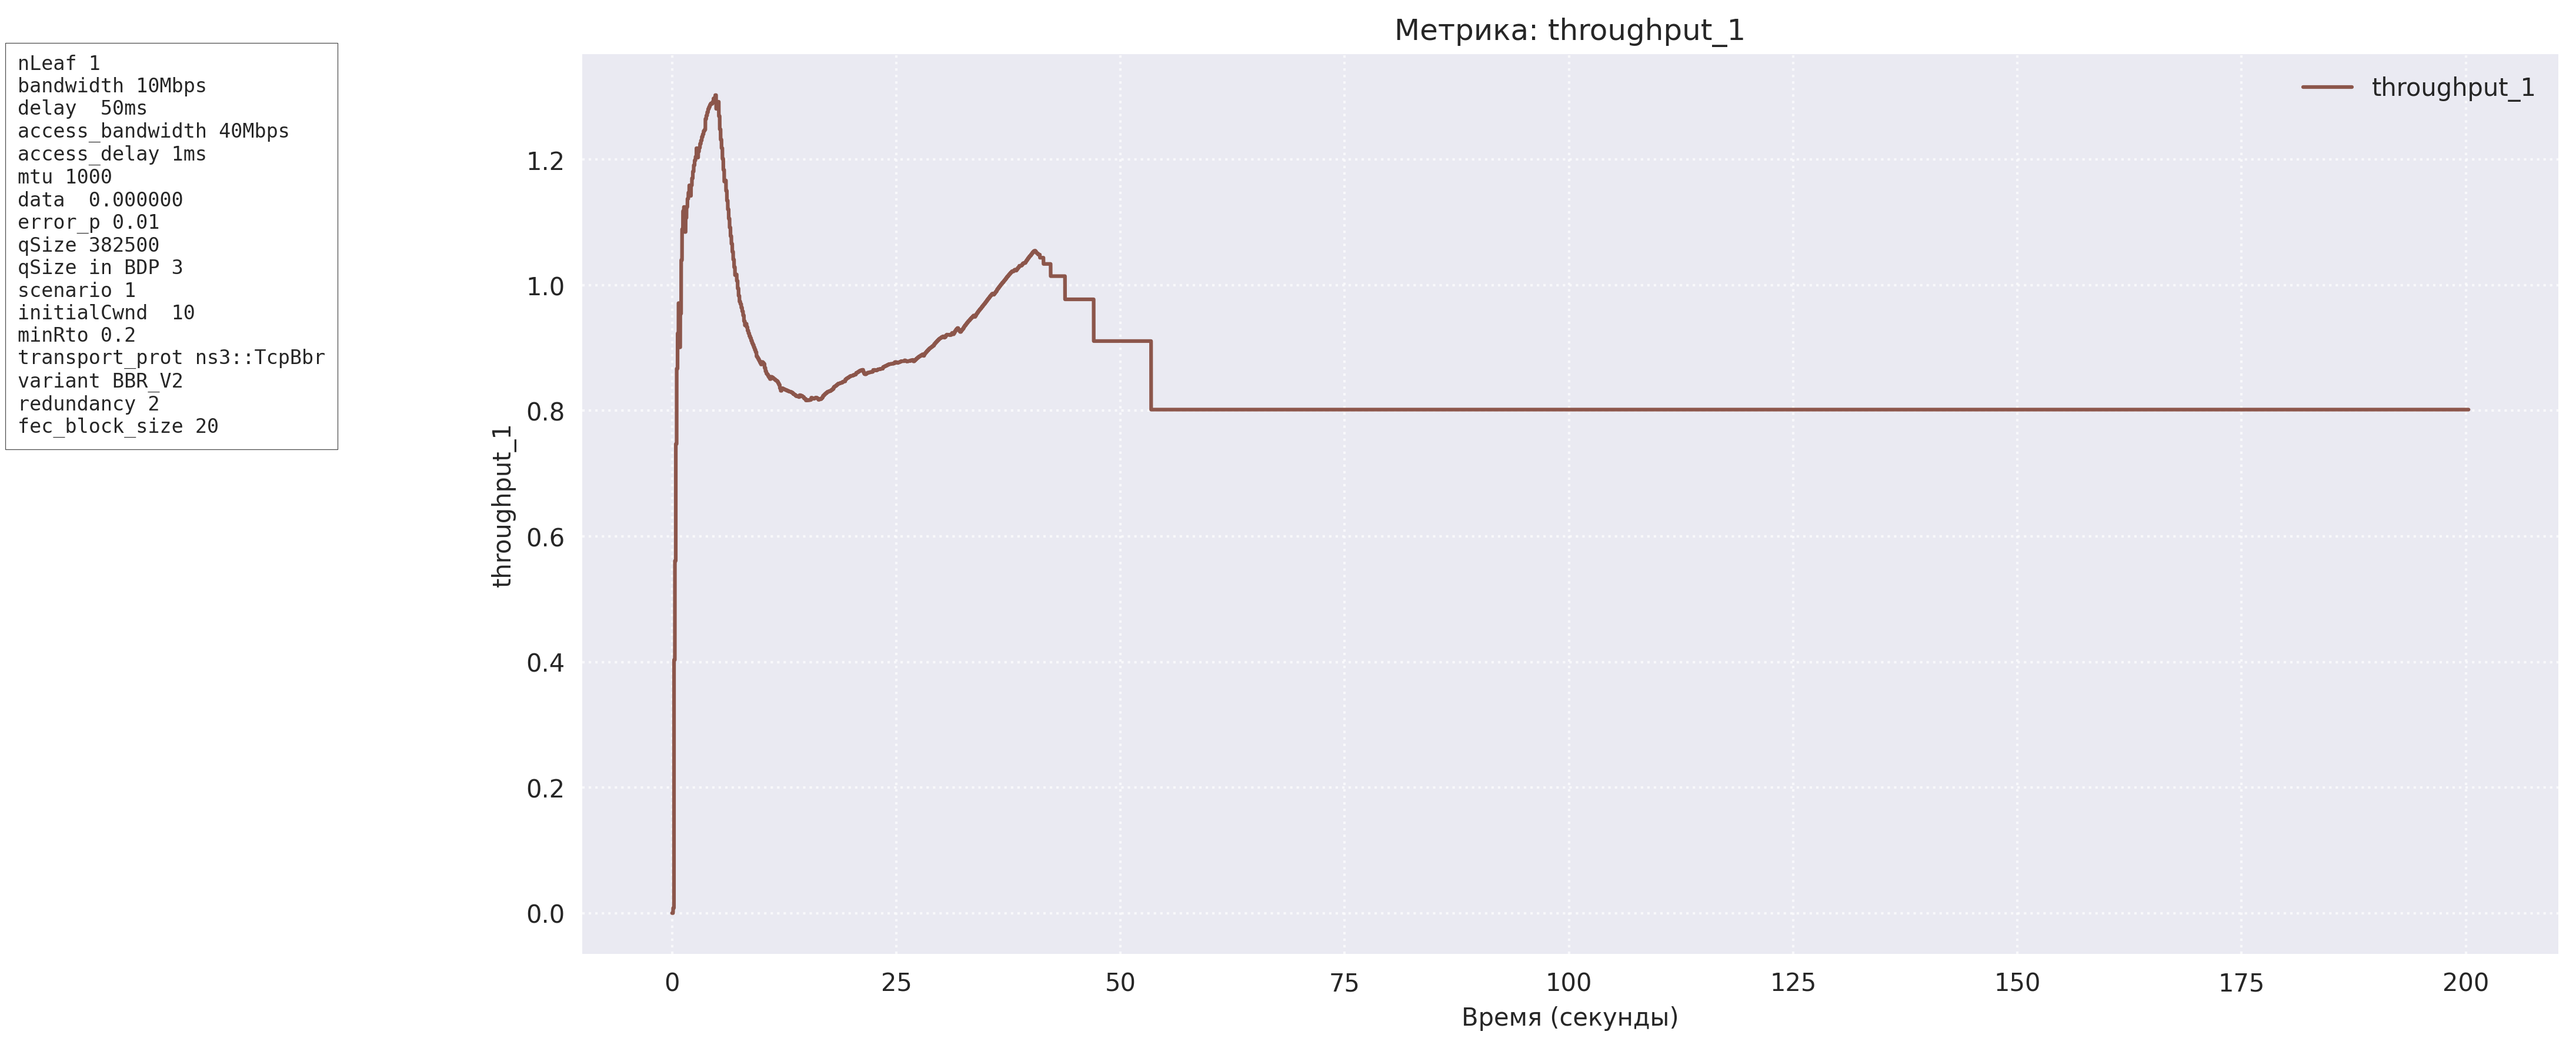 Метрика: throughput_1
nLeaf 1
bandwidth 10Mbps
delay  50ms
access_bandwidth 40Mbps
access_delay 1ms
mtu 1000
data  0.000000
error_p 0.01
qSize 382500
qSize in BDP 3
scenario 1
initialCwnd  10
minRto 0.2
transport_prot ns3::TcpBbr
variant BBR_V2
redundancy 2
fec_block_size 20
throughput_1
throughput_1
1.2
1.0
0.8
0.6
0.4
0.2
0.0
0 25 50 75 100 125 150 175 200
Время (секунды)